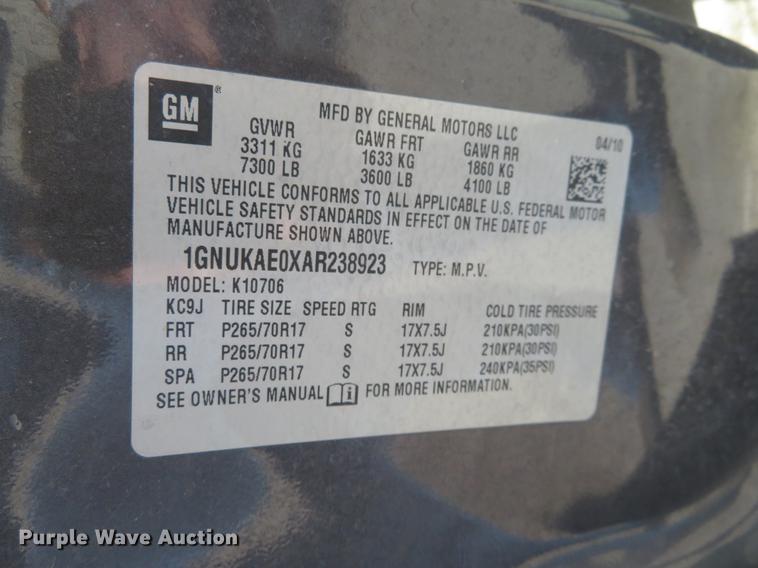 GM ®
MFD BY GENERAL MOTORS LLC
04/10
GVWR GAWR FRT GAWR RR
3311 KG 1633 KG 1860 KG
7300 LB 3600 LB 4100 LB
THIS VEHICLE CONFORMS TO ALL APPLICABLE U.S. FEDERAL MOTOR
VEHICLE SAFETY STANDARDS IN EFFECT ON THE DATE OF
MANUFACTURE SHOWN ABOVE.
1GNUKAE0XAR238923 TYPE: M.P.V.
MODEL: K10706
KC9J TIRE SIZE SPEED RTG RIM COLD TIRE PRESSURE
FRT P265/70R17 S 17X7.5J 210KPA(30PSI)
RR P265/70R17 S 17X7.5J 210KPA(30PSI)
SPA P265/70R17 S 17X7.5J 240KPA(35PSI)
SEE OWNER'S MANUAL i FOR MORE INFORMATION.
Purple Wave Auction